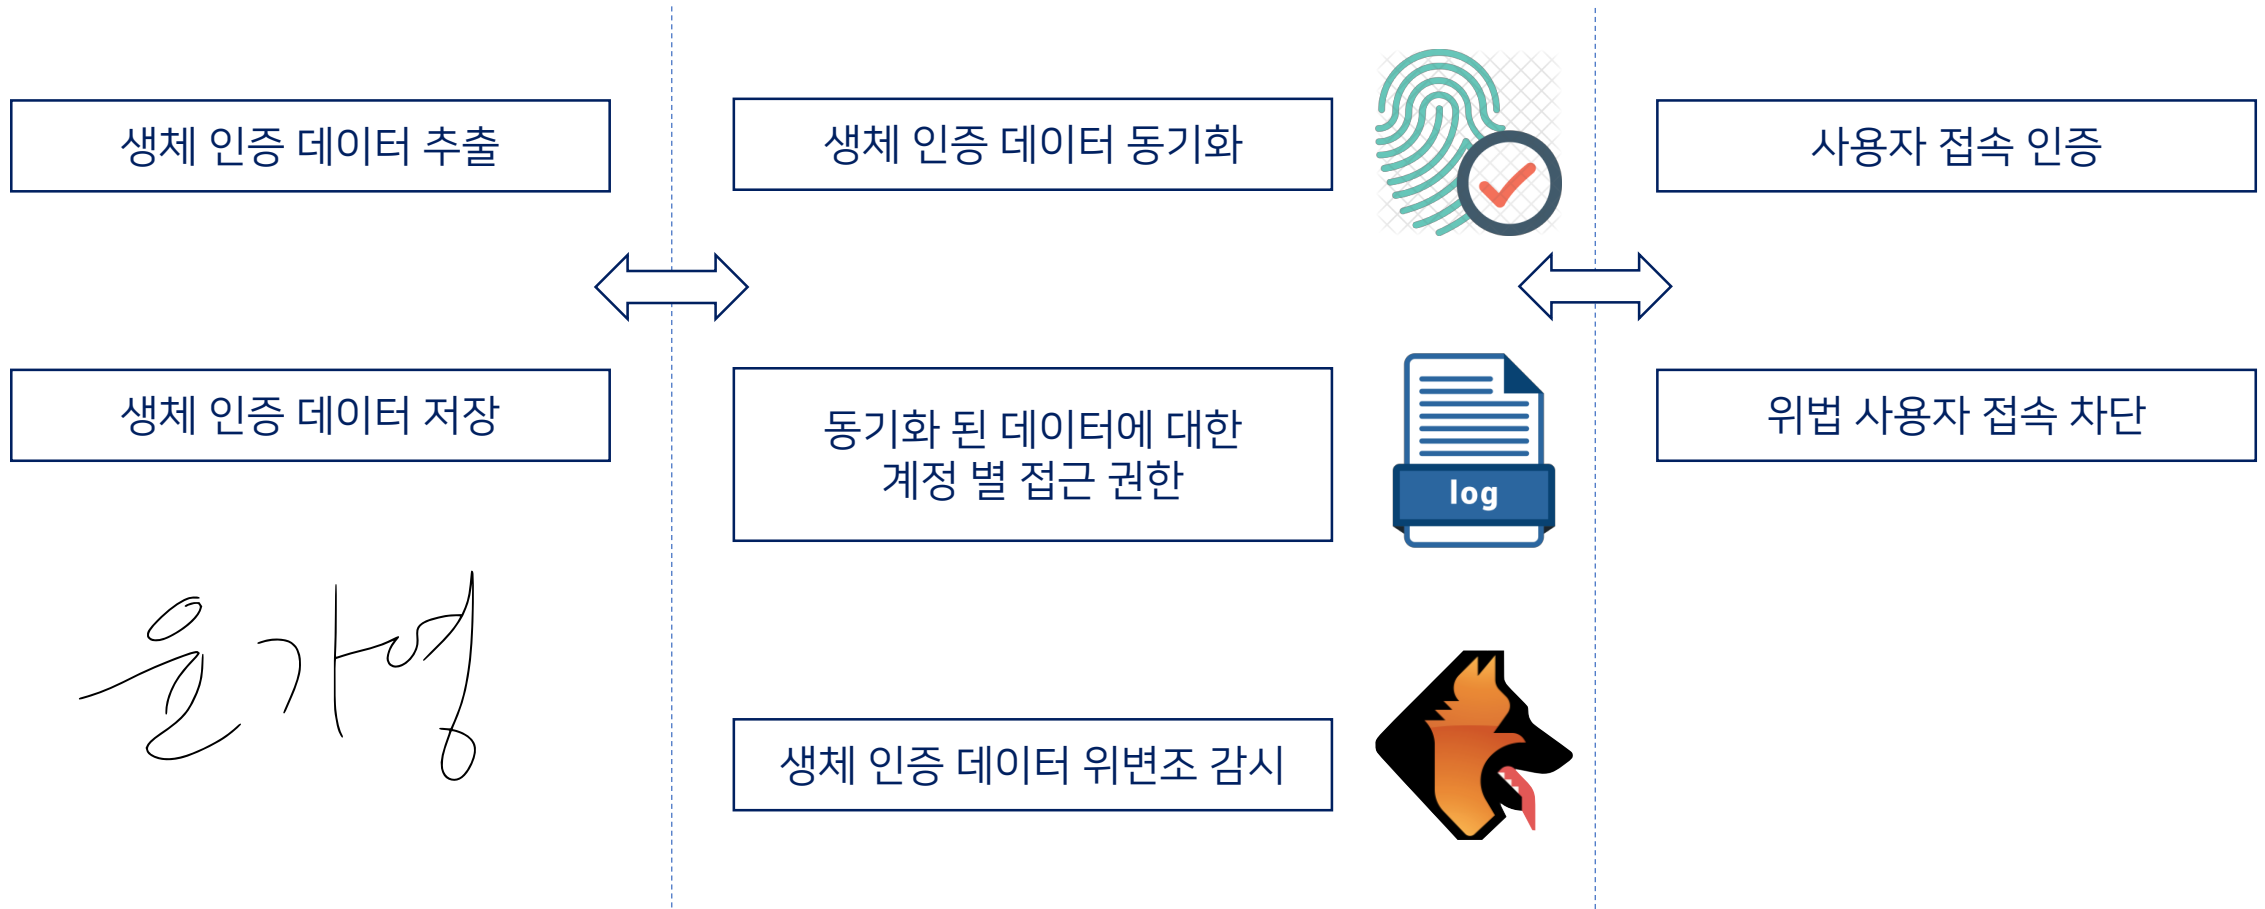 생체 인증 데이터 추출
생체 인증 데이터 저장
윤가영
생체 인증 데이터 동기화
동기화 된 데이터에 대한
계정 별 접근 권한
log
생체 인증 데이터 위변조 감시
사용자 접속 인증
위법 사용자 접속 차단